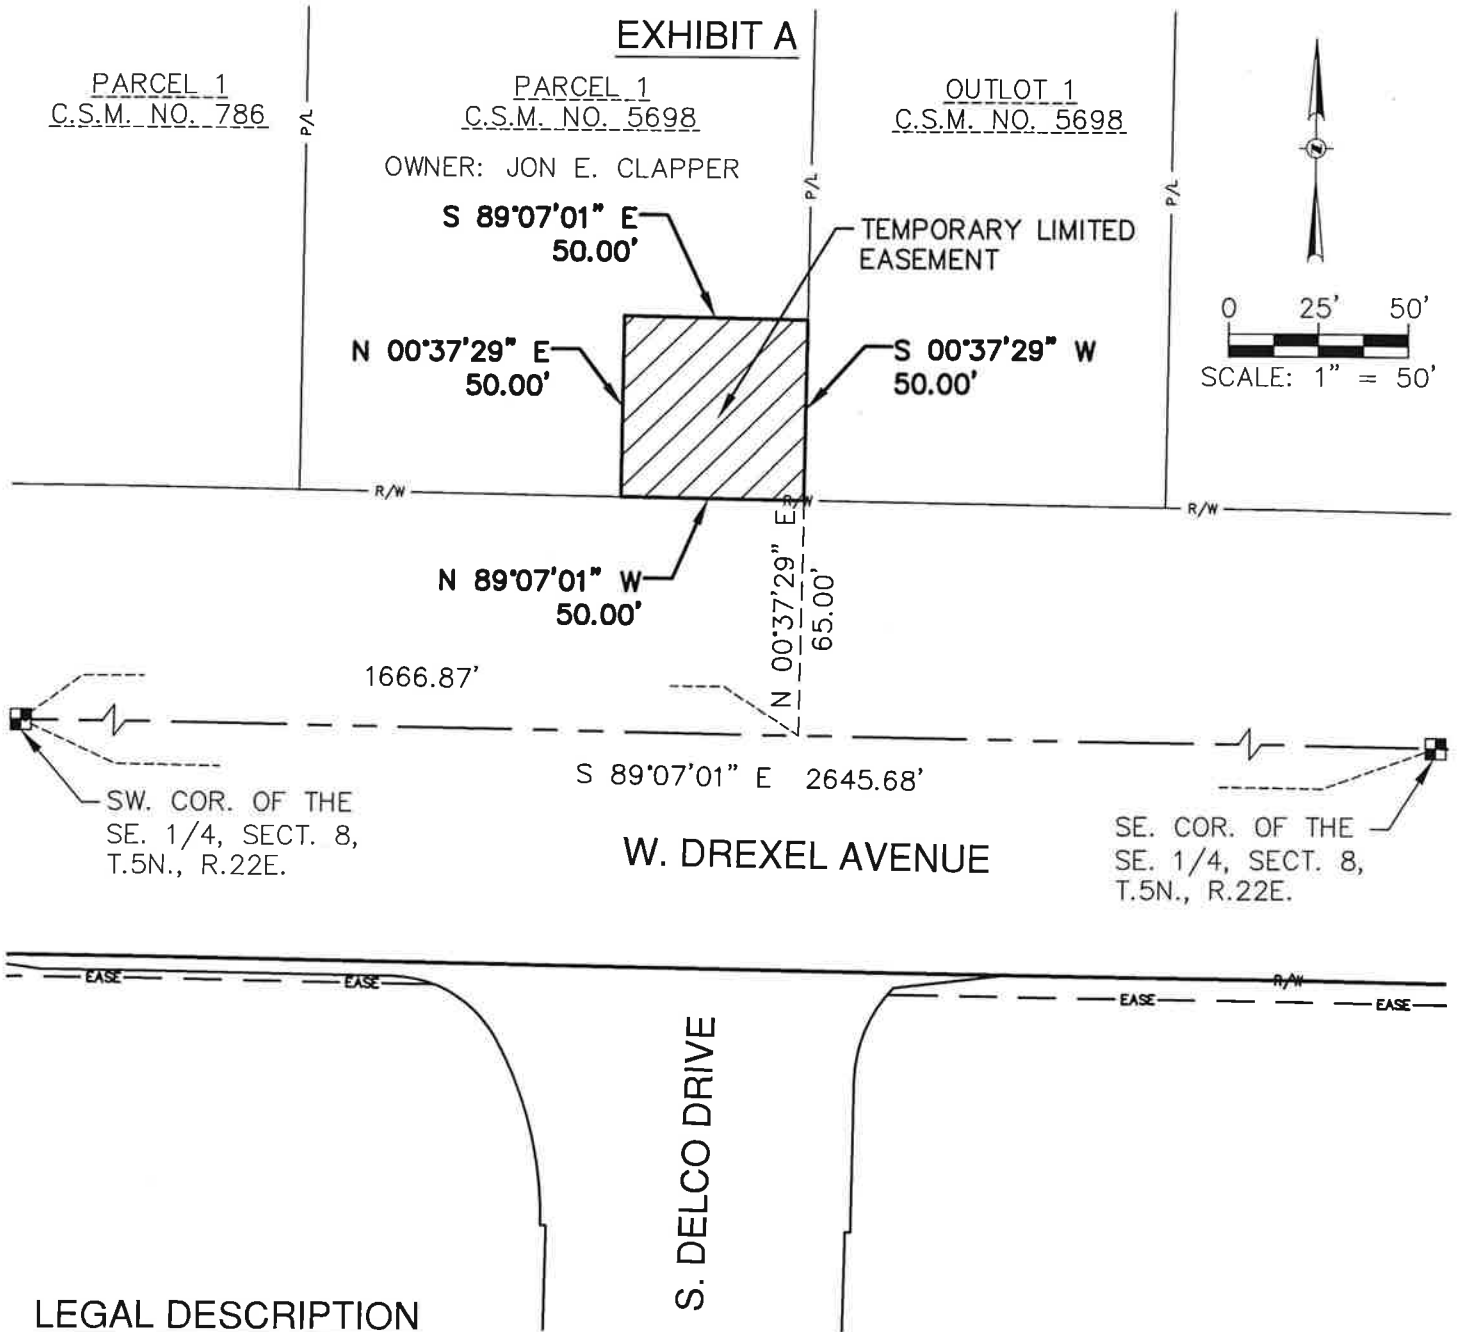 EXHIBIT A
PARCEL 1
C.S.M. NO. 786
P/L
PARCEL 1
C.S.M. NO. 5698
OWNER: JON E. CLAPPER
P/L
OUTLOT 1
C.S.M. NO. 5698
P/L
N
S 89°07'01" E
50.00'
TEMPORARY LIMITED
EASEMENT
0 25' 50'
SCALE: 1" = 50'
N 00°37'29" E
50.00'
S 00°37'29" W
50.00'
R/W
R/W
R/W
N 89°07'01" W
50.00'
N 00°37'29" E
65.00'
1666.87'
S 89°07'01" E 2645.68'
SW. COR. OF THE
SE. 1/4, SECT. 8,
T.5N., R.22E.
W. DREXEL AVENUE
SE. COR. OF THE
SE. 1/4, SECT. 8,
T.5N., R.22E.
EASE
EASE
R/W
EASE
EASE
S. DELCO DRIVE
LEGAL DESCRIPTION